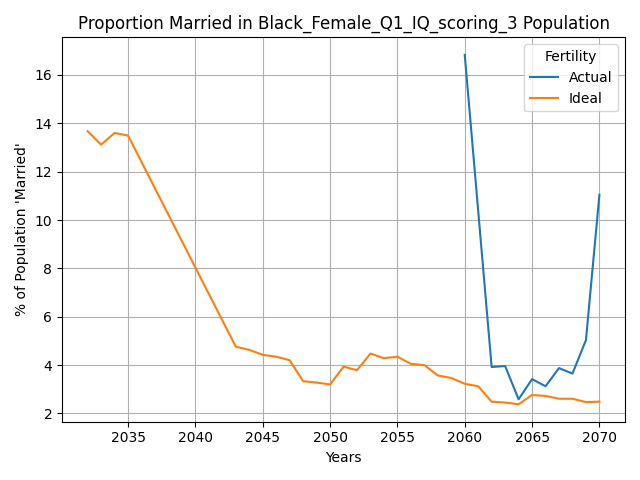 Proportion Married in Black_Female_Q1_IQ_scoring_3 Population
Fertility
Actual
Ideal
% of Population 'Married'
16
14
12
10
8
6
4
2
2035 2040 2045 2050 2055 2060 2065 2070
Years